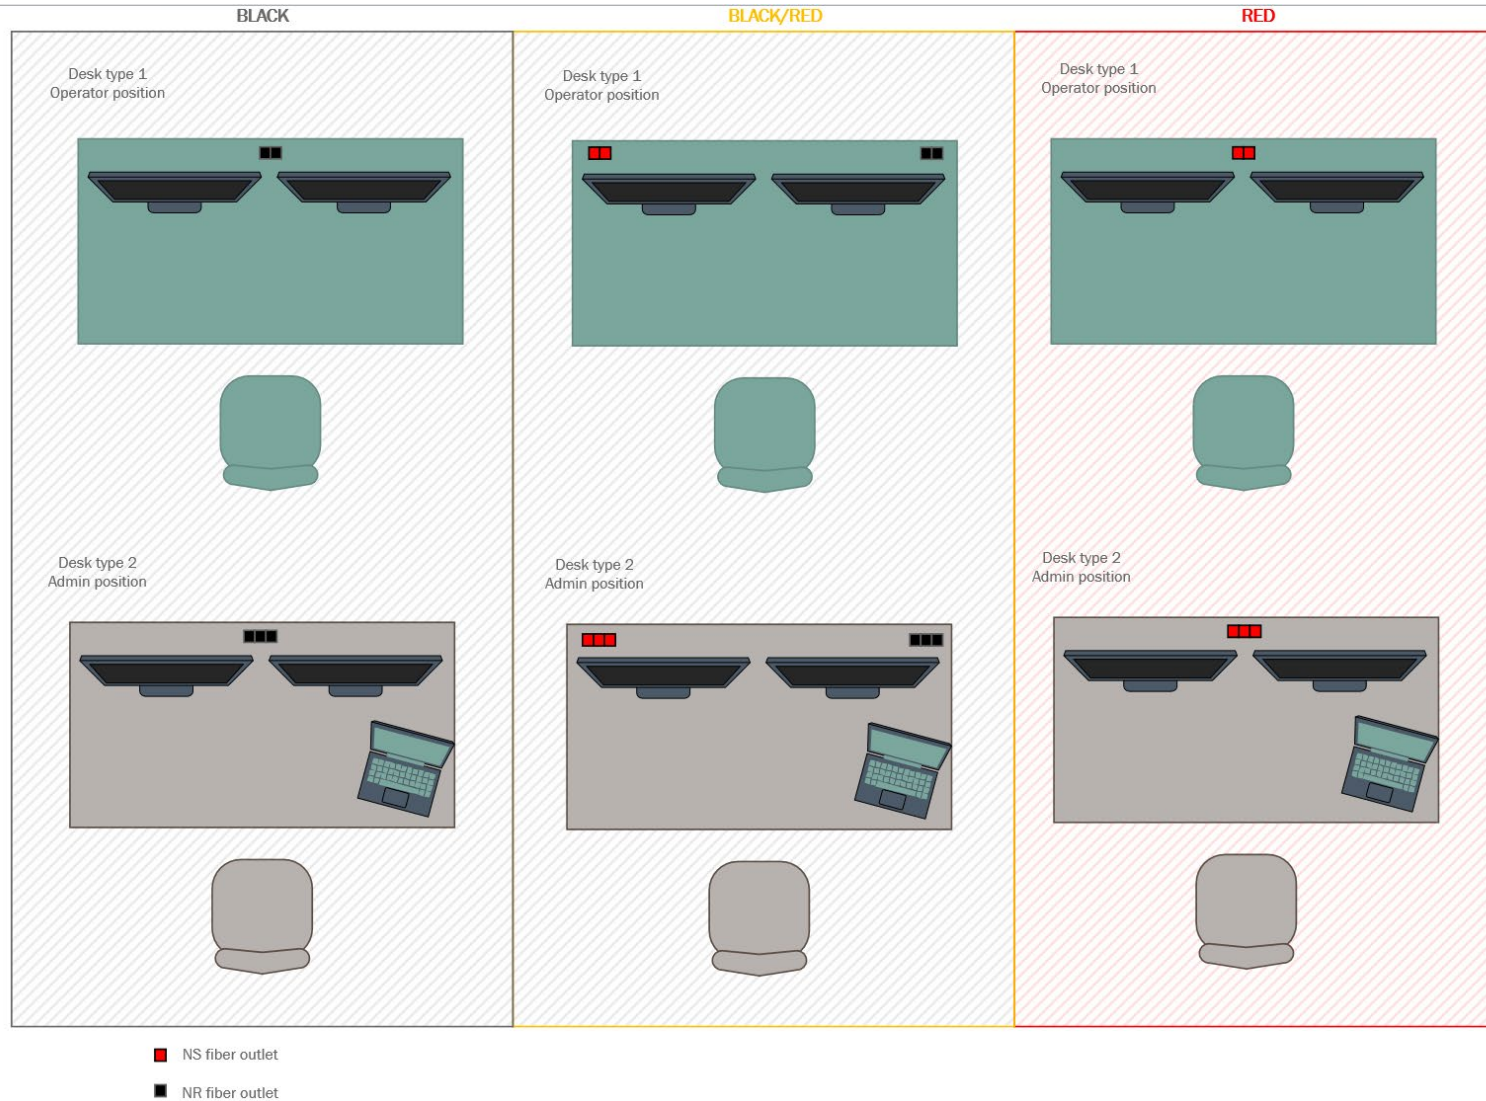 BLACK
BLACK/RED
RED
Desk type 1
Operator position
Desk type 1
Operator position
Desk type 1
Operator position
Desk type 2
Admin position
Desk type 2
Admin position
Desk type 2
Admin position
NS fiber outlet
NR fiber outlet